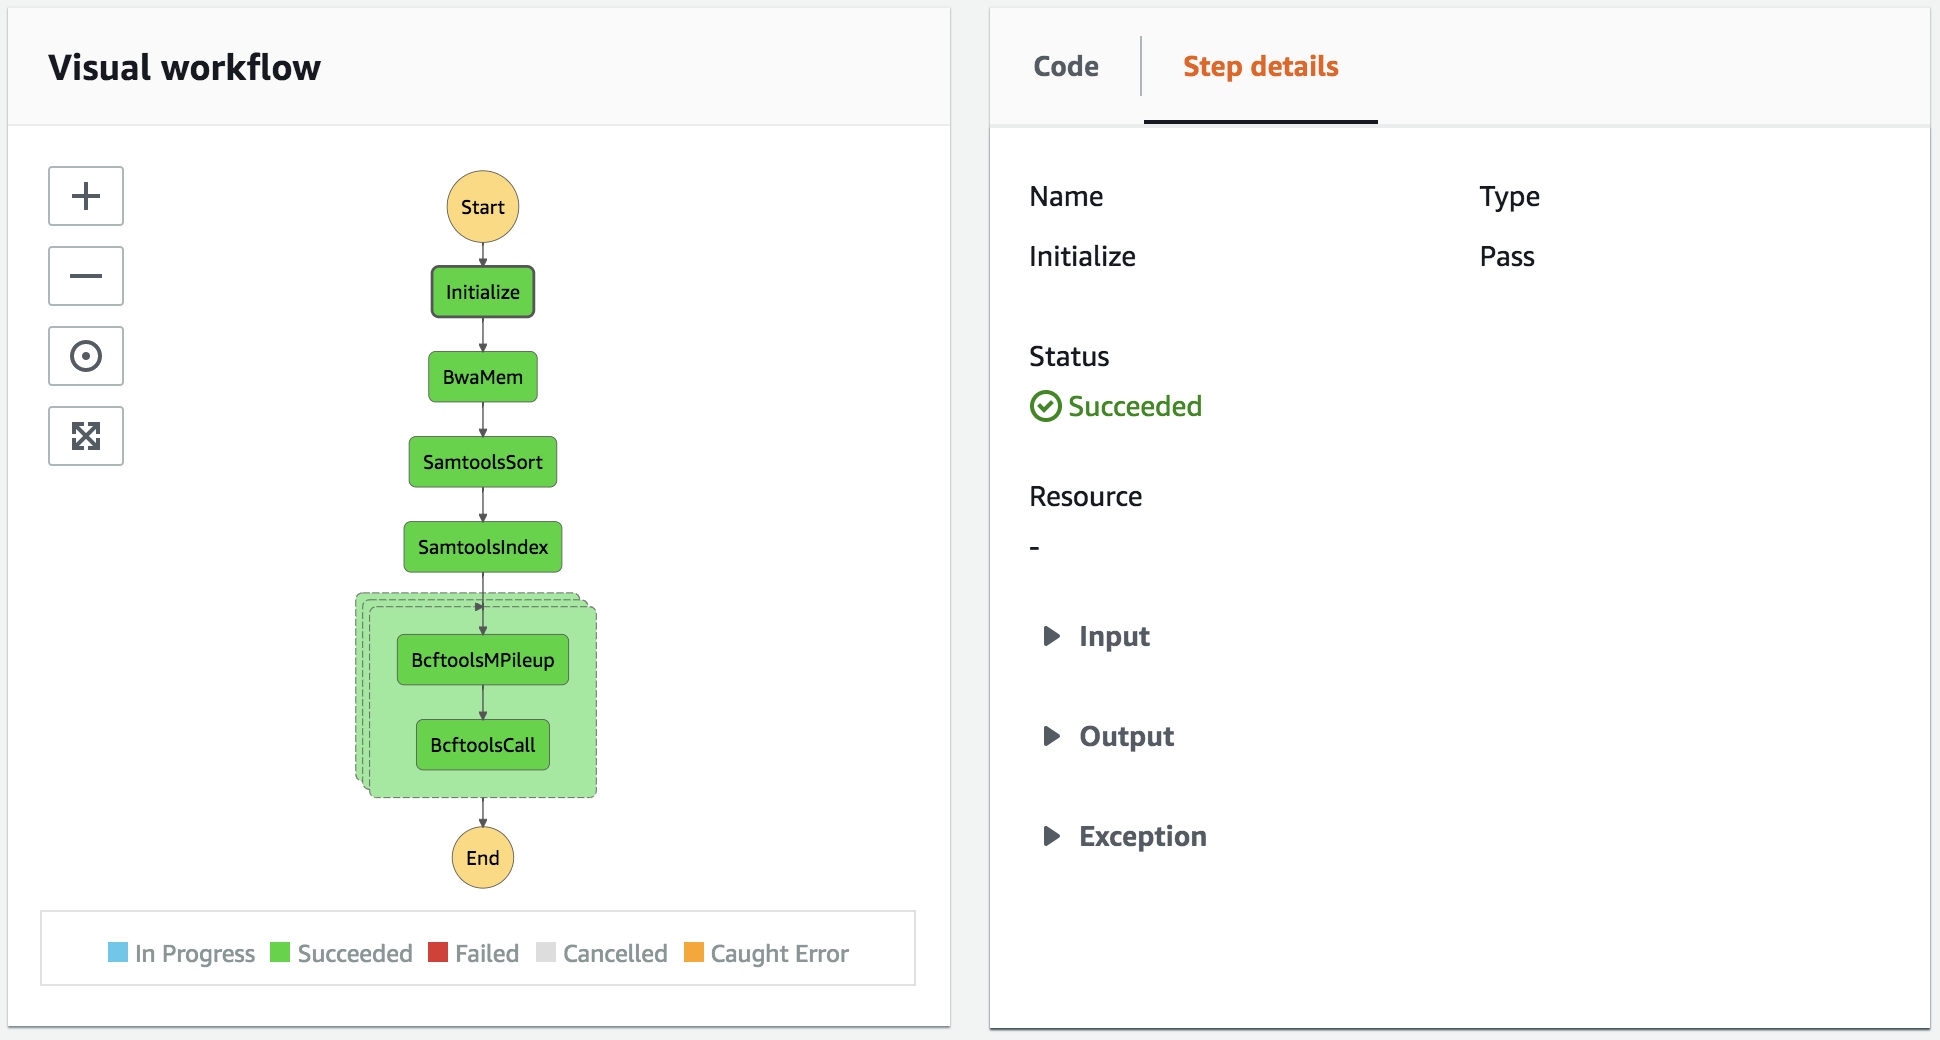 Visual workflow
Start
Initialize
BwaMem
SamtoolsSort
SamtoolsIndex
BcftoolsMPileup
BcftoolsCall
End
In Progress Succeeded Failed Cancelled Caught Error
Code Step details
Name Type
Initialize Pass
Status
Succeeded
Resource
-
Input
Output
Exception